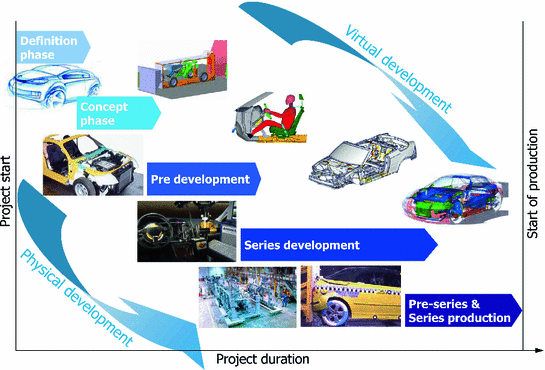 Definition
phase
Concept
phase
Pre development
Series development
Pre-series &
Series production
Virtual development
Physical development
Project start
Start of production
Project duration